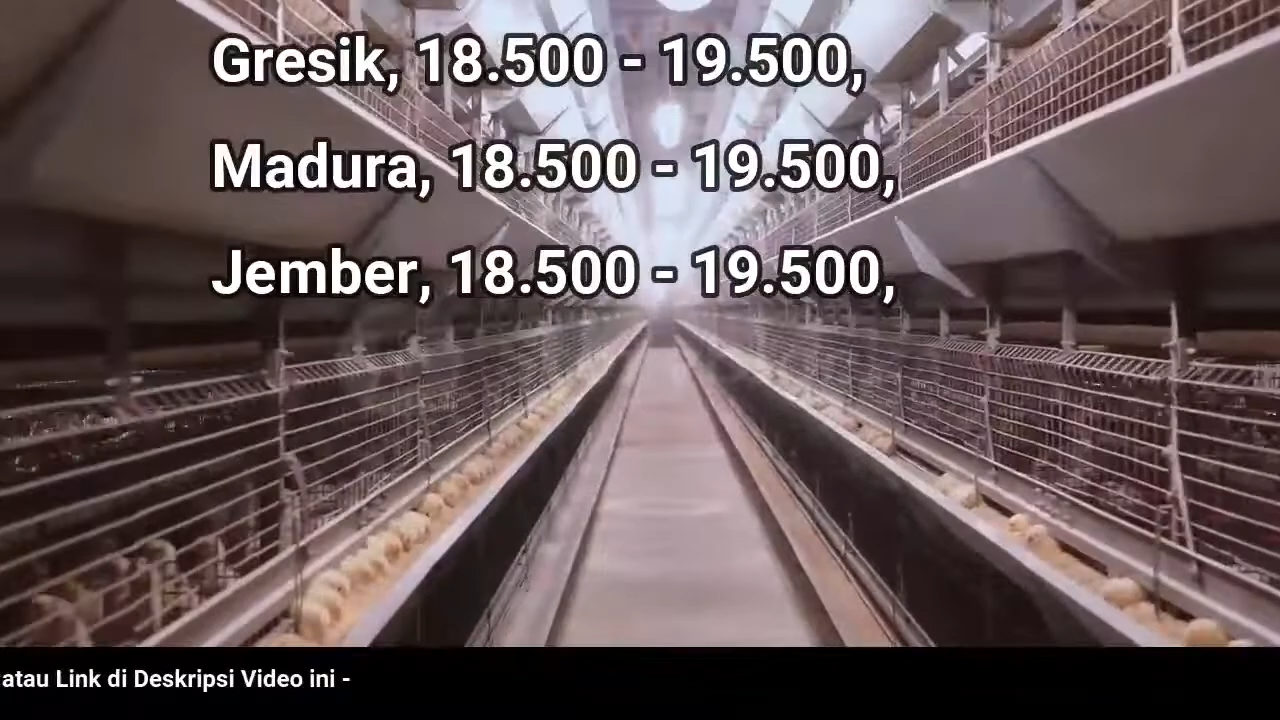 Gresik, 18.500 - 19.500,
Madura, 18.500 - 19.500,
Jember, 18.500 - 19.500,
atau Link di Deskripsi Video ini -